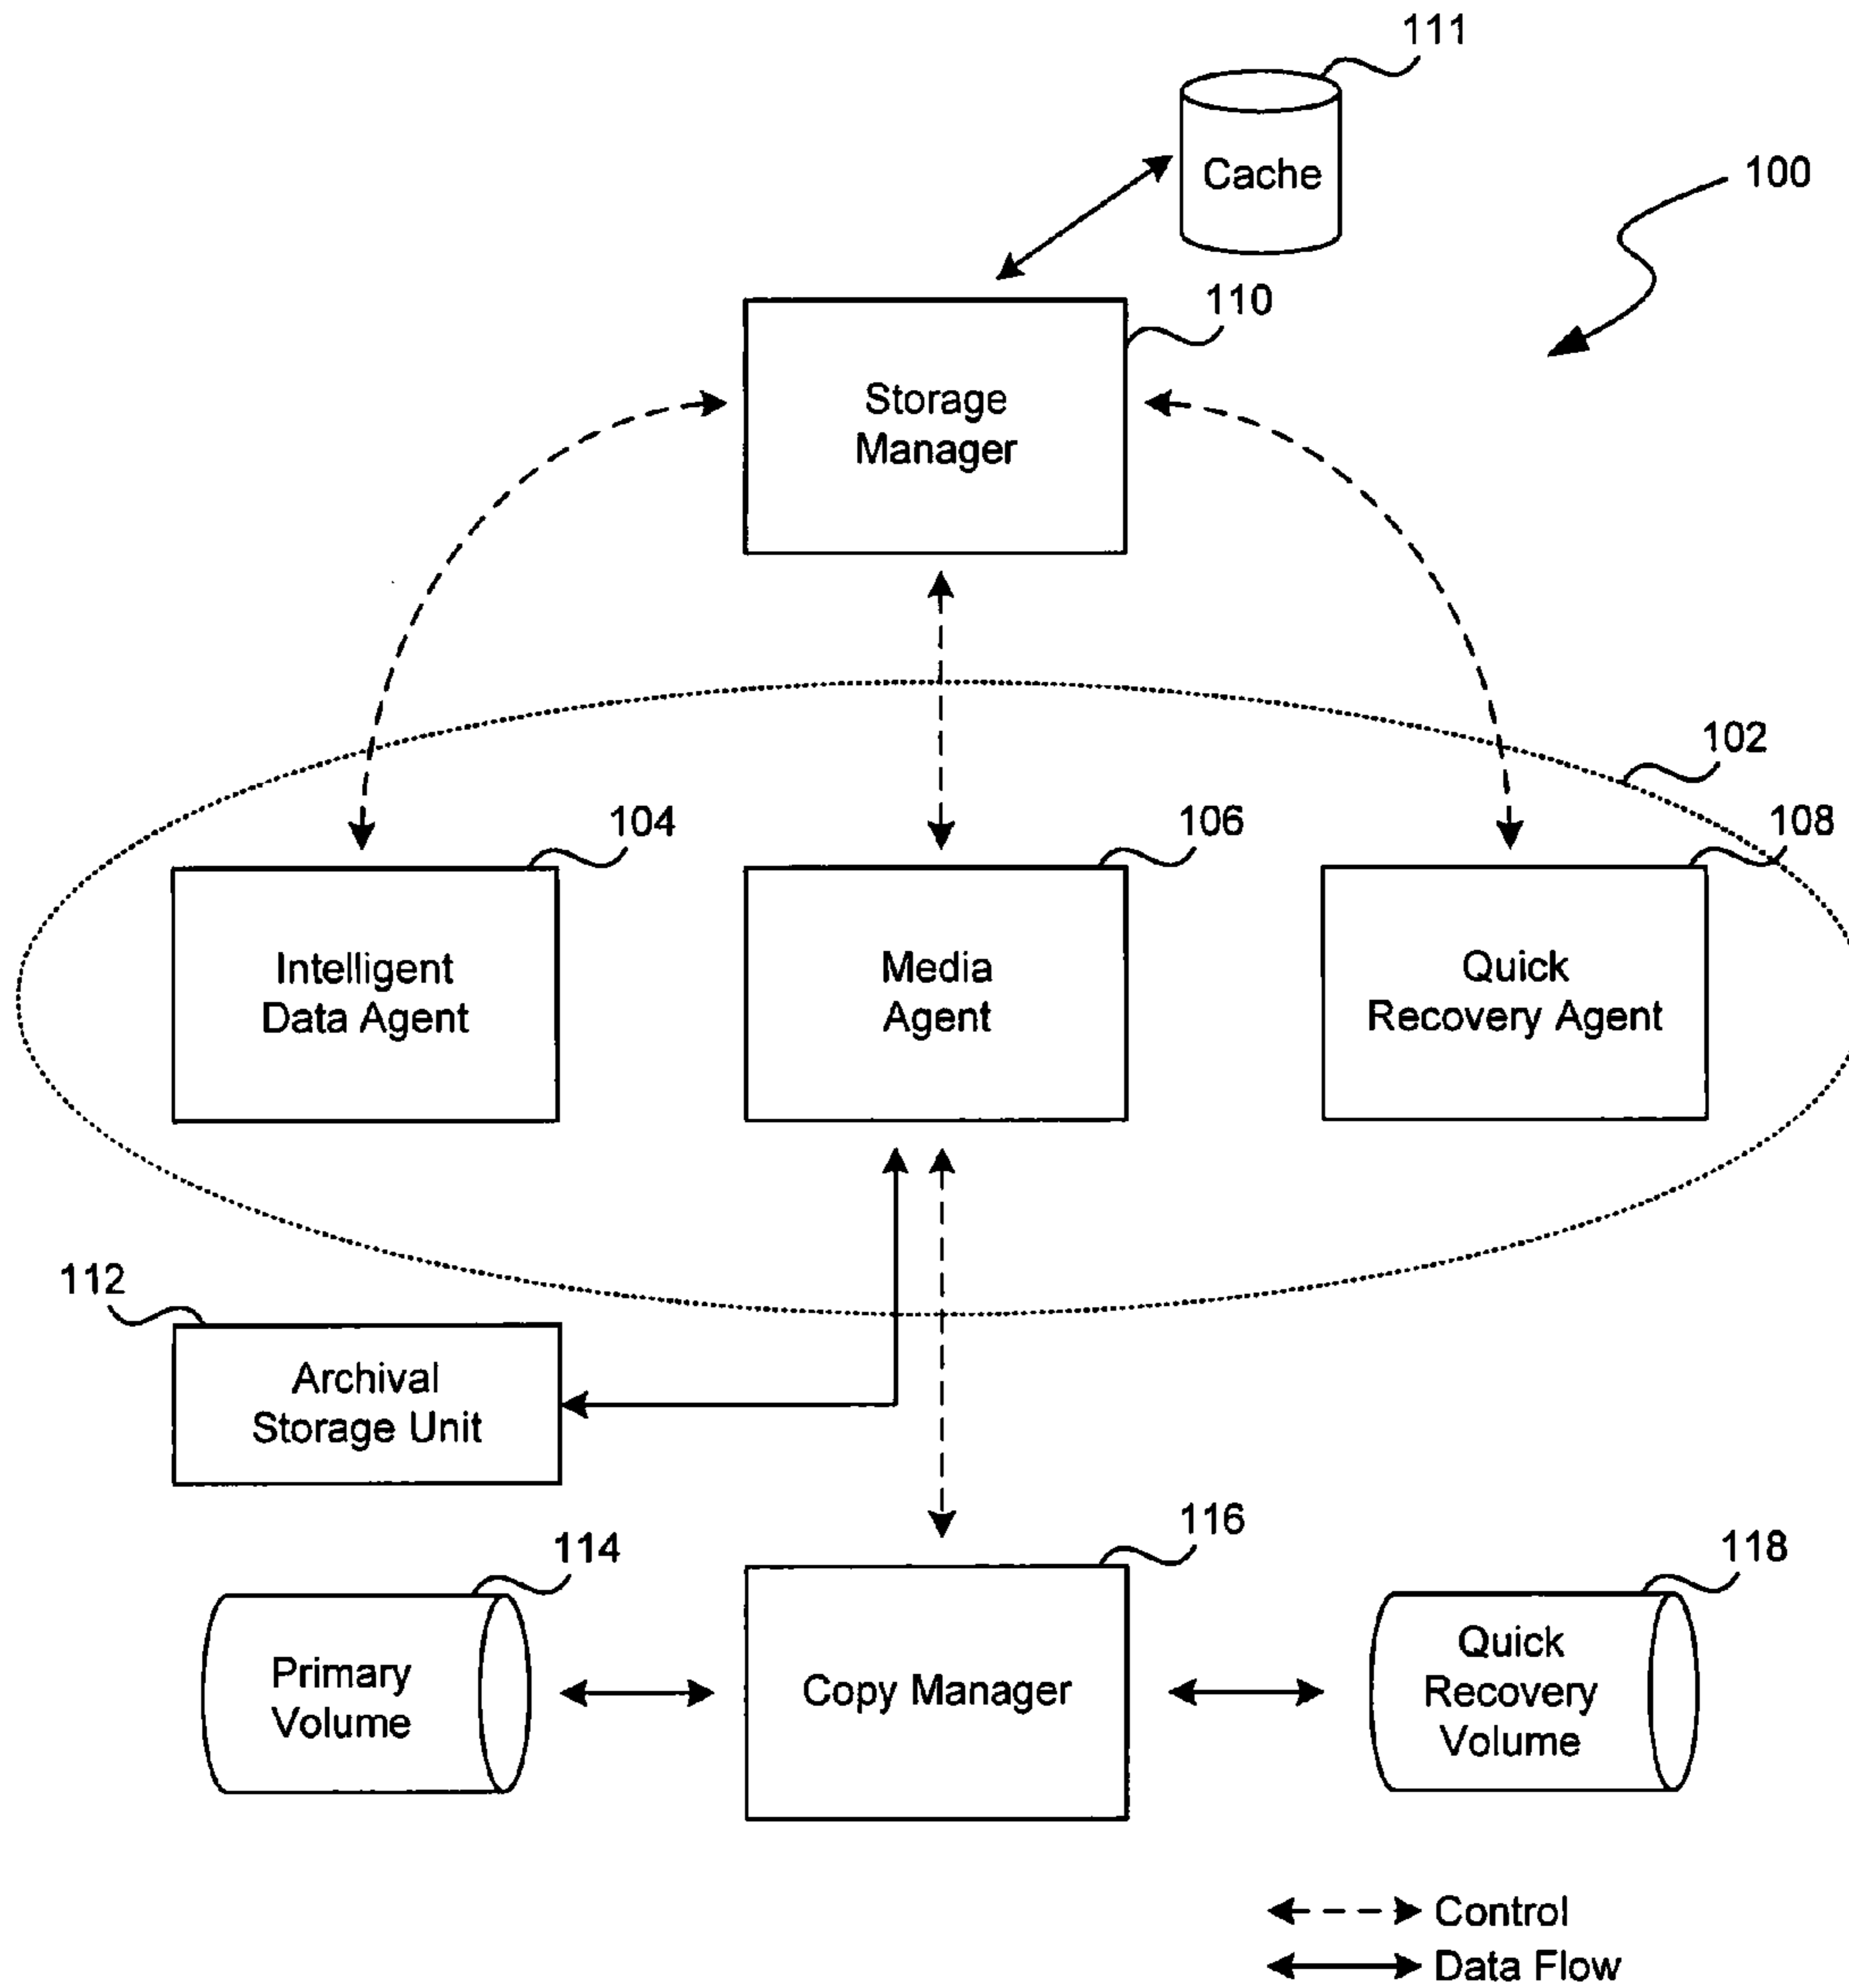 111
Cache
100
110
Storage
Manager
102
104
106
108
Intelligent
Data Agent
Media
Agent
Quick
Recovery Agent
112
Archival
Storage Unit
114
116
118
Primary
Volume
Copy Manager
Quick
Recovery
Volume
Control
Data Flow